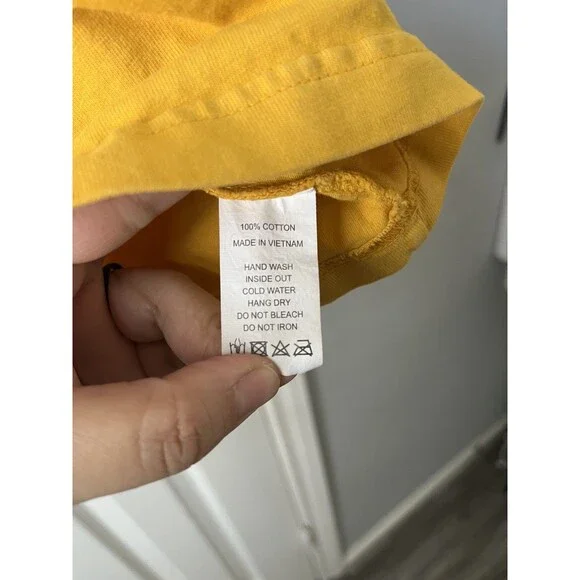 100% COTTON
MADE IN VIETNAM
HAND WASH
INSIDE OUT
COLD WATER
HANG DRY
DO NOT BLEACH
DO NOT IRON